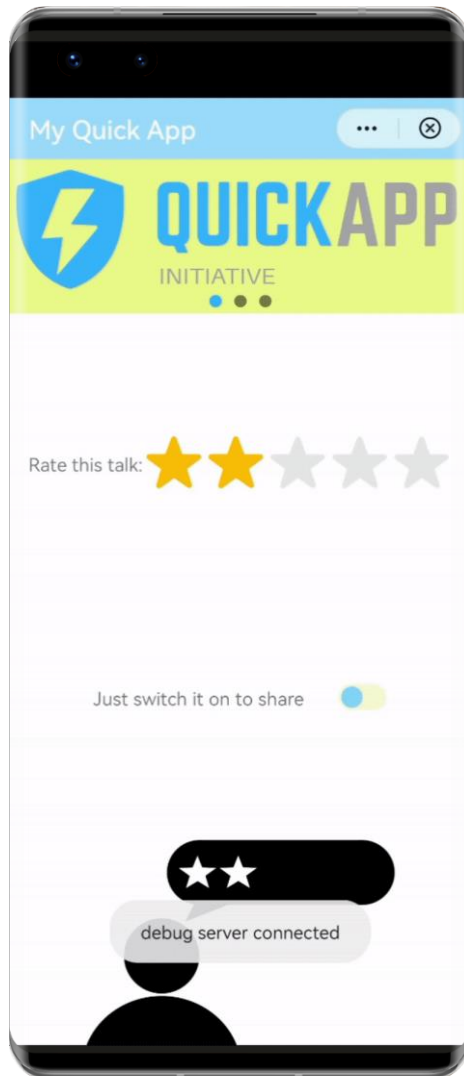 My Quick App
QUICKAPP
INITIATIVE
Rate this talk:
Just switch it on to share
debug server connected